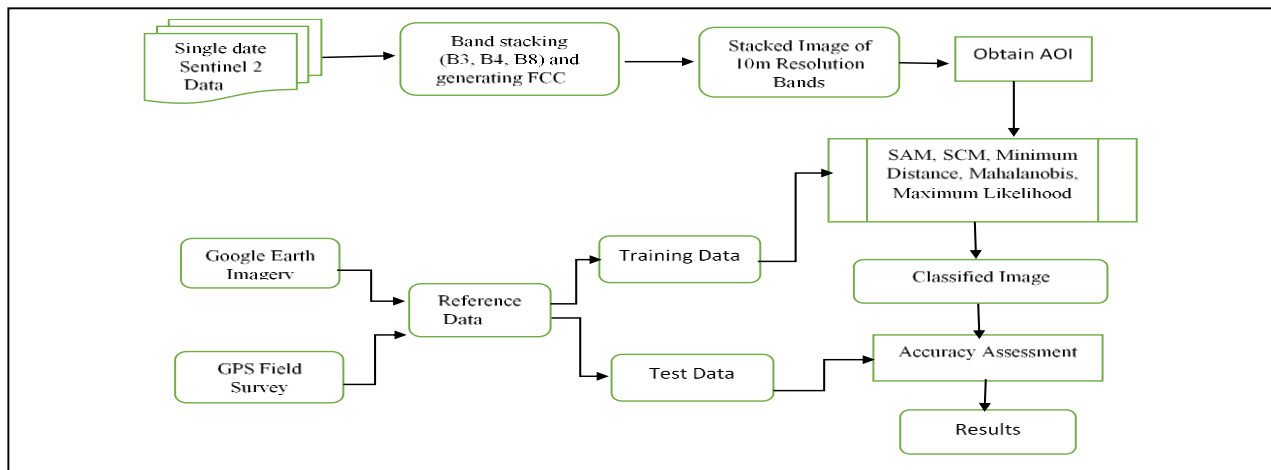 Single date
Sentinel 2
Data
Band stacking
(B3, B4, B8) and
generating FCC
Stacked Image of
10m Resolution
Bands
Obtain AOI
SAM, SCM, Minimum
Distance, Mahalanobis,
Maximum Likelihood
Google Earth
Imagery
Training Data
Classified Image
Reference
Data
Accuracy Assessment
GPS Field
Survey
Test Data
Results